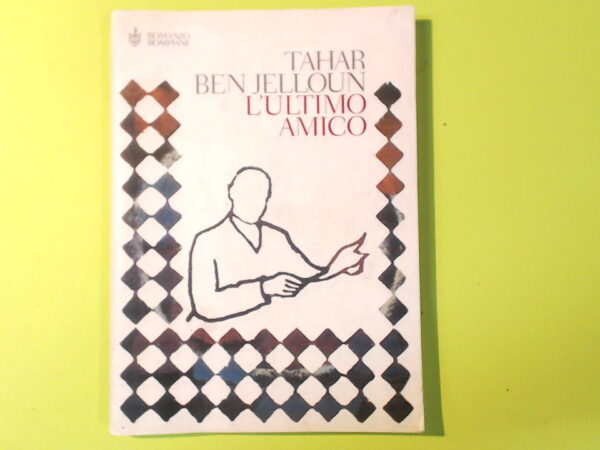 ROMANZO
BOMPIANI
TAHAR
BEN JELLOUN
L'ULTIMO
AMICO